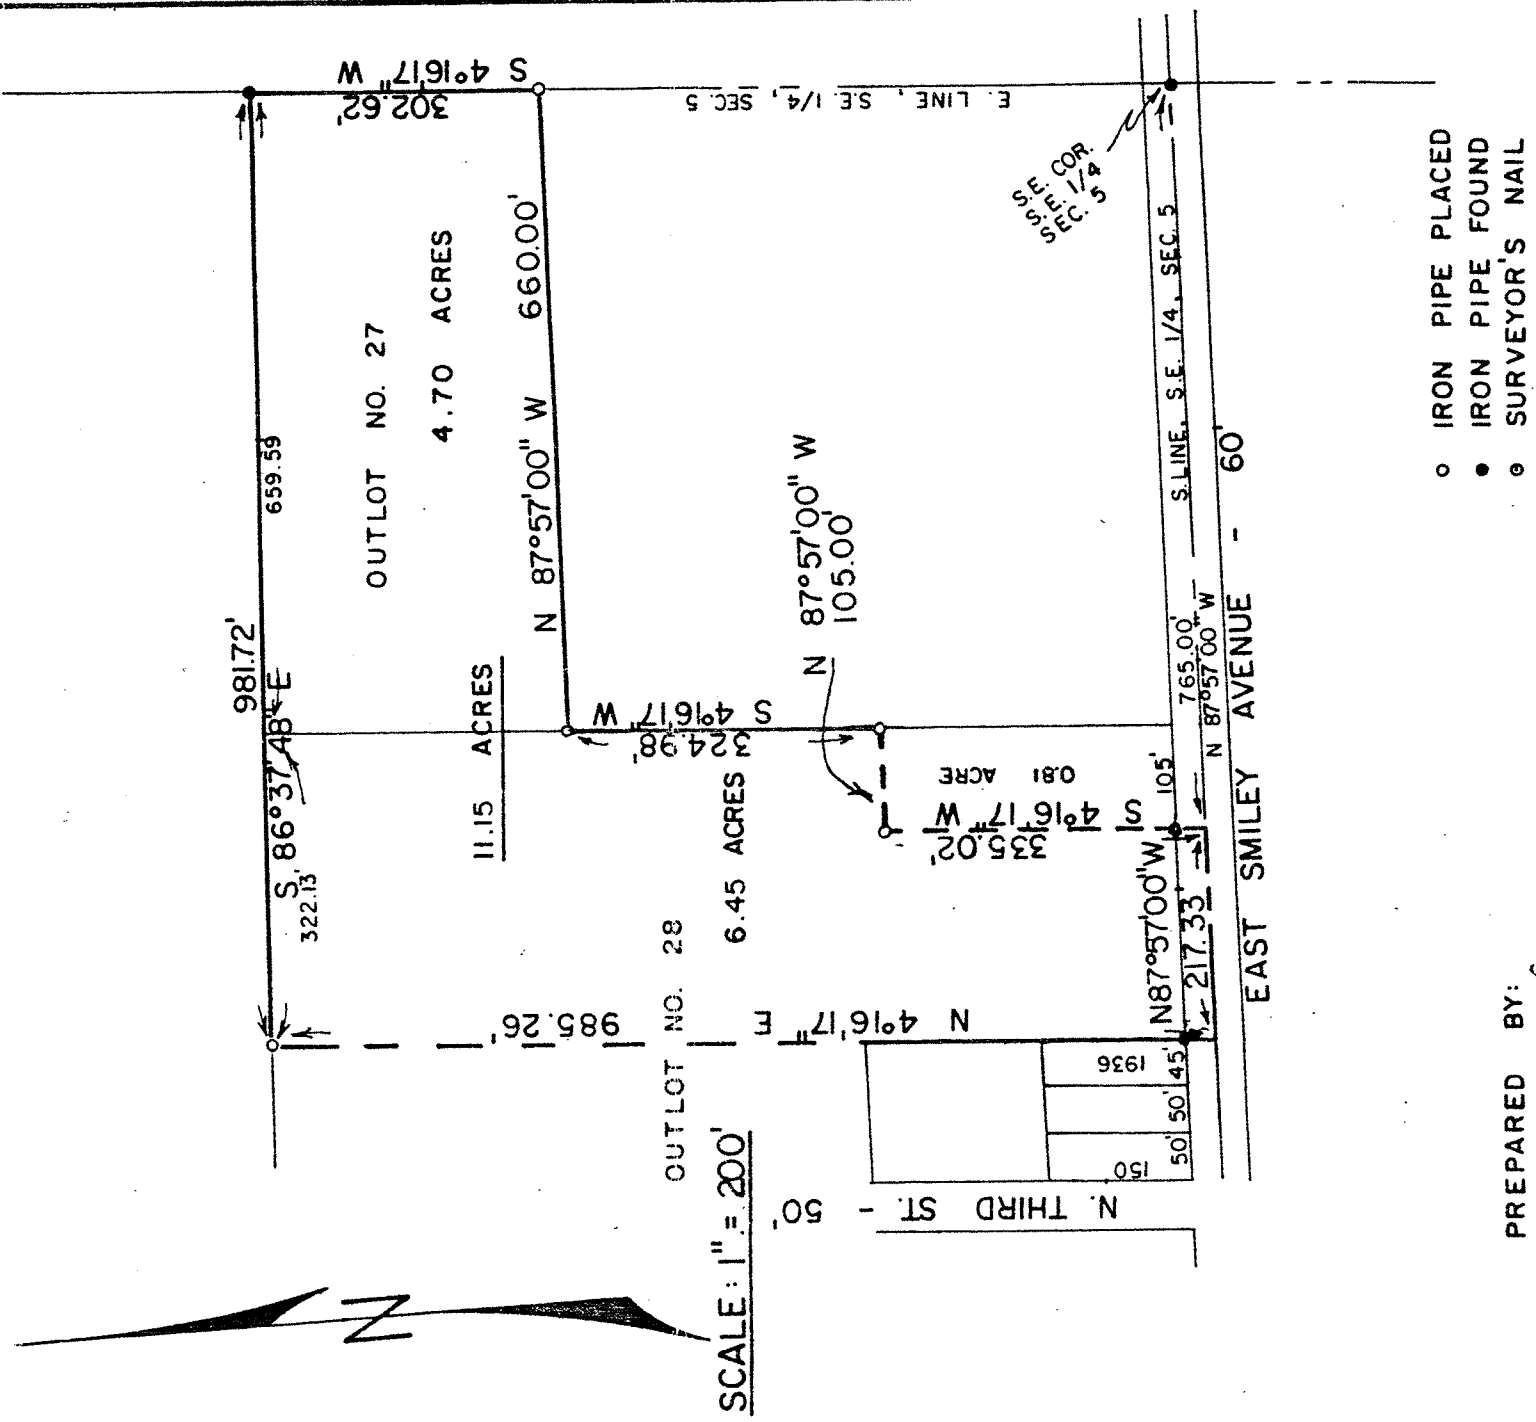 S 4°16'17" W
302.62'
E. LINE, S.E. 1/4, SEC. 5
S.E. COR.
S.E. 1/4
SEC. 5
981.72'
659.59
OUTLOT NO. 27
4.70 ACRES
N 87°57'00" W 660.00'
S 86°37'48" E
322.13'
11.15 ACRES
S 4°16'17" W
324.98'
N 87°57'00" W
105.00'
0.81 ACRE
S 4°16'17" W
335.02'
6.45 ACRES
OUTLOT NO. 28
N 4°16'17" E
985.26'
S. LINE, S.E. 1/4, SEC. 5
765.00'
N 87°57'00" W
105'
N87°57'00"W
217.33'
EAST SMILEY AVENUE - 60'
1936
150
45'
50'
50'
N. THIRD ST. - 50'
N
SCALE: 1" = 200'
IRON PIPE PLACED
IRON PIPE FOUND
SURVEYOR'S NAIL
PREPARED BY: